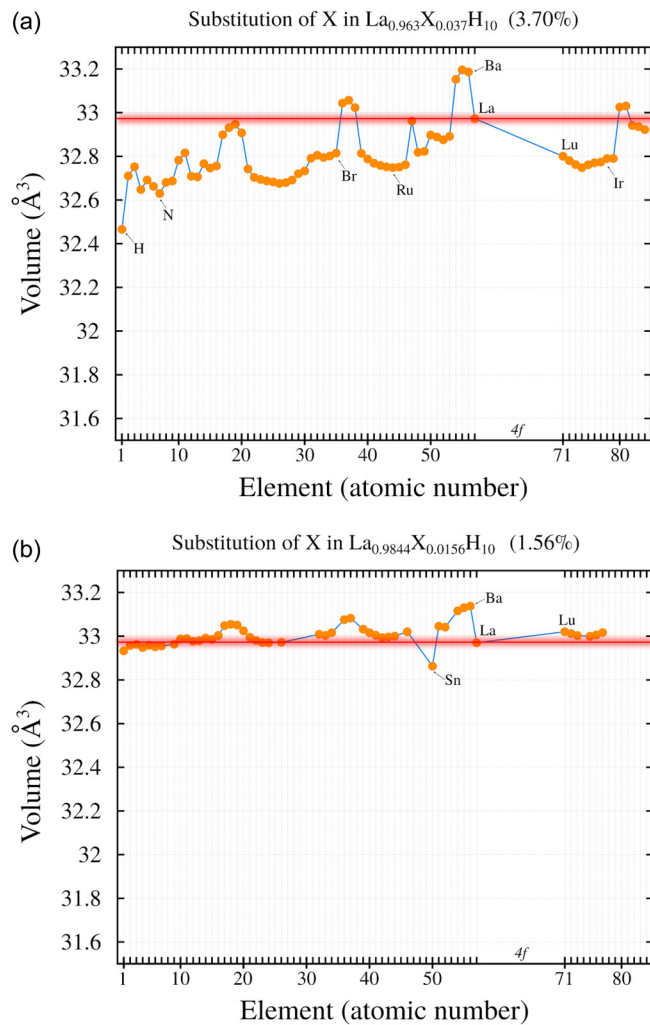 (a)
Substitution of X in La₀.₉₆₃X₀.₀₃₇H₁₀ (3.70%)
33.2
33
32.8
32.6
32.4
32.2
32
31.8
31.6
Volume (Å³)
H
N
Br
Ru
Ba
La
Lu
Ir
4f
1 10 20 30 40 50 71 80
Element (atomic number)
(b)
Substitution of X in La₀.₉₈₄₄X₀.₀₁₅₆H₁₀ (1.56%)
33.2
33
32.8
32.6
32.4
32.2
32
31.8
31.6
Volume (Å³)
Sn
Ba
La
Lu
4f
1 10 20 30 40 50 71 80
Element (atomic number)